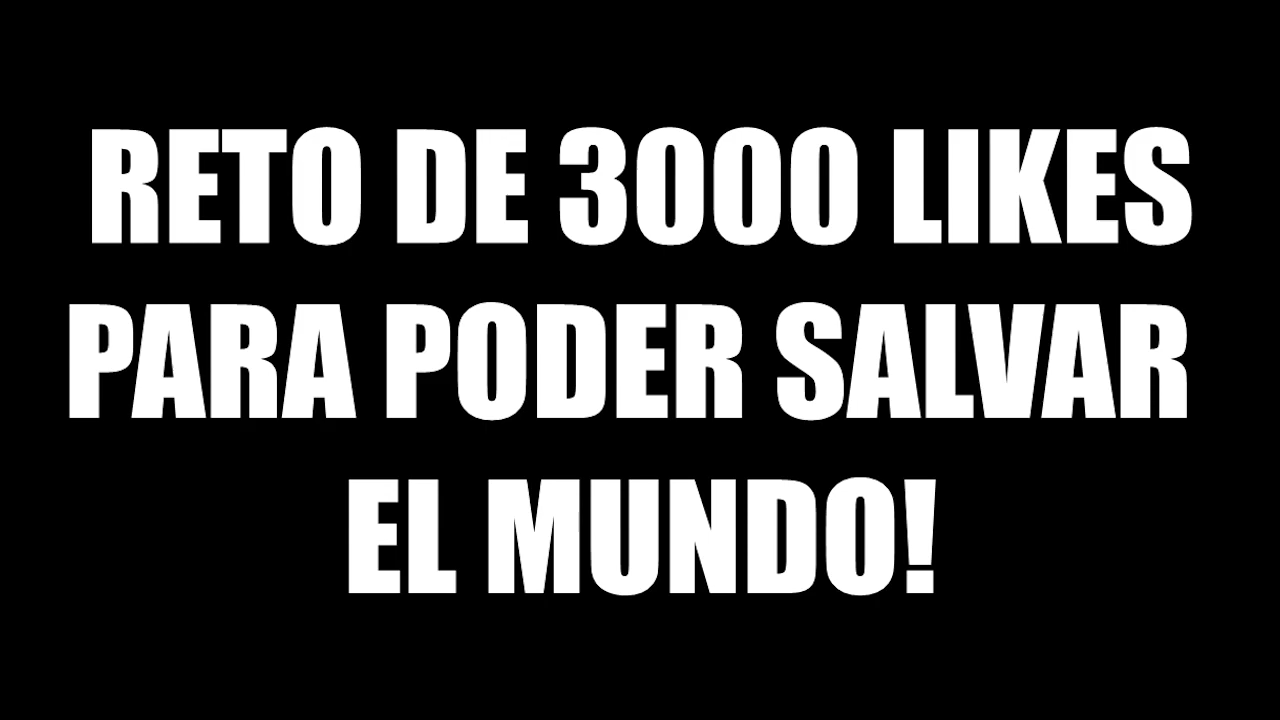 RETO DE 3000 LIKES
PARA PODER SALVAR
EL MUNDO!